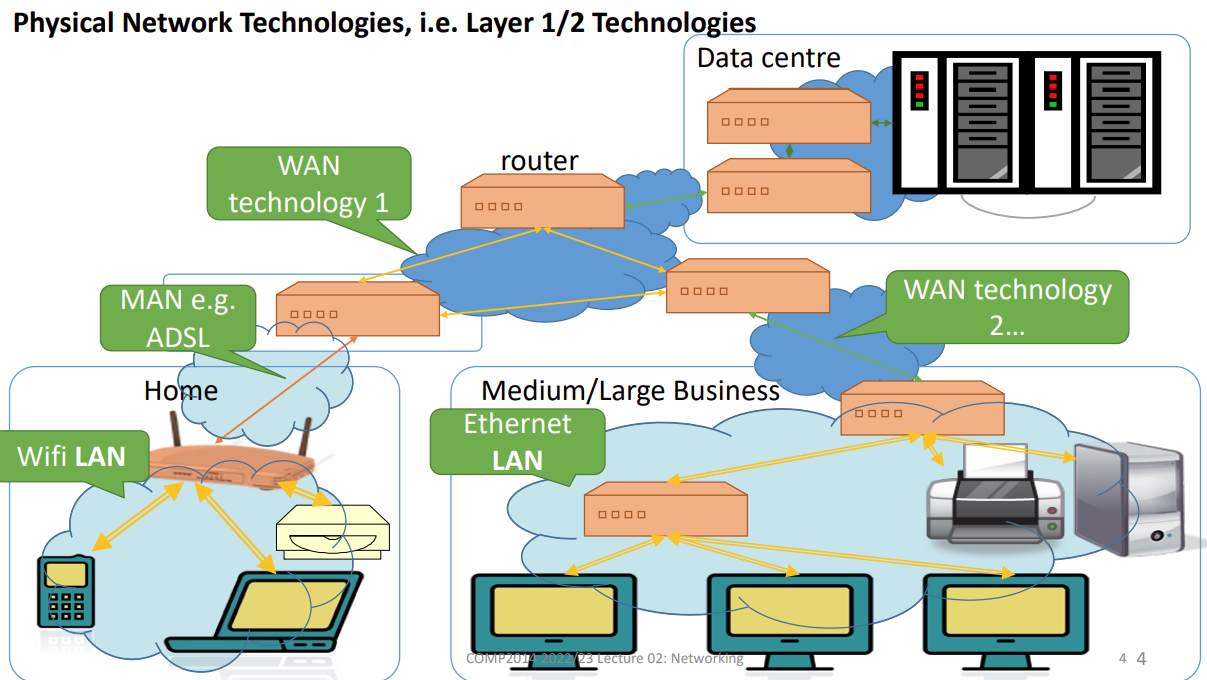 Physical Network Technologies, i.e. Layer 1/2 Technologies
Data centre
WAN
technology 1
router
MAN e.g.
ADSL
WAN technology
2…
Home
Medium/Large Business
Ethernet
LAN
Wifi LAN
COMP2014 2022/23 Lecture 02: Networking
4
4